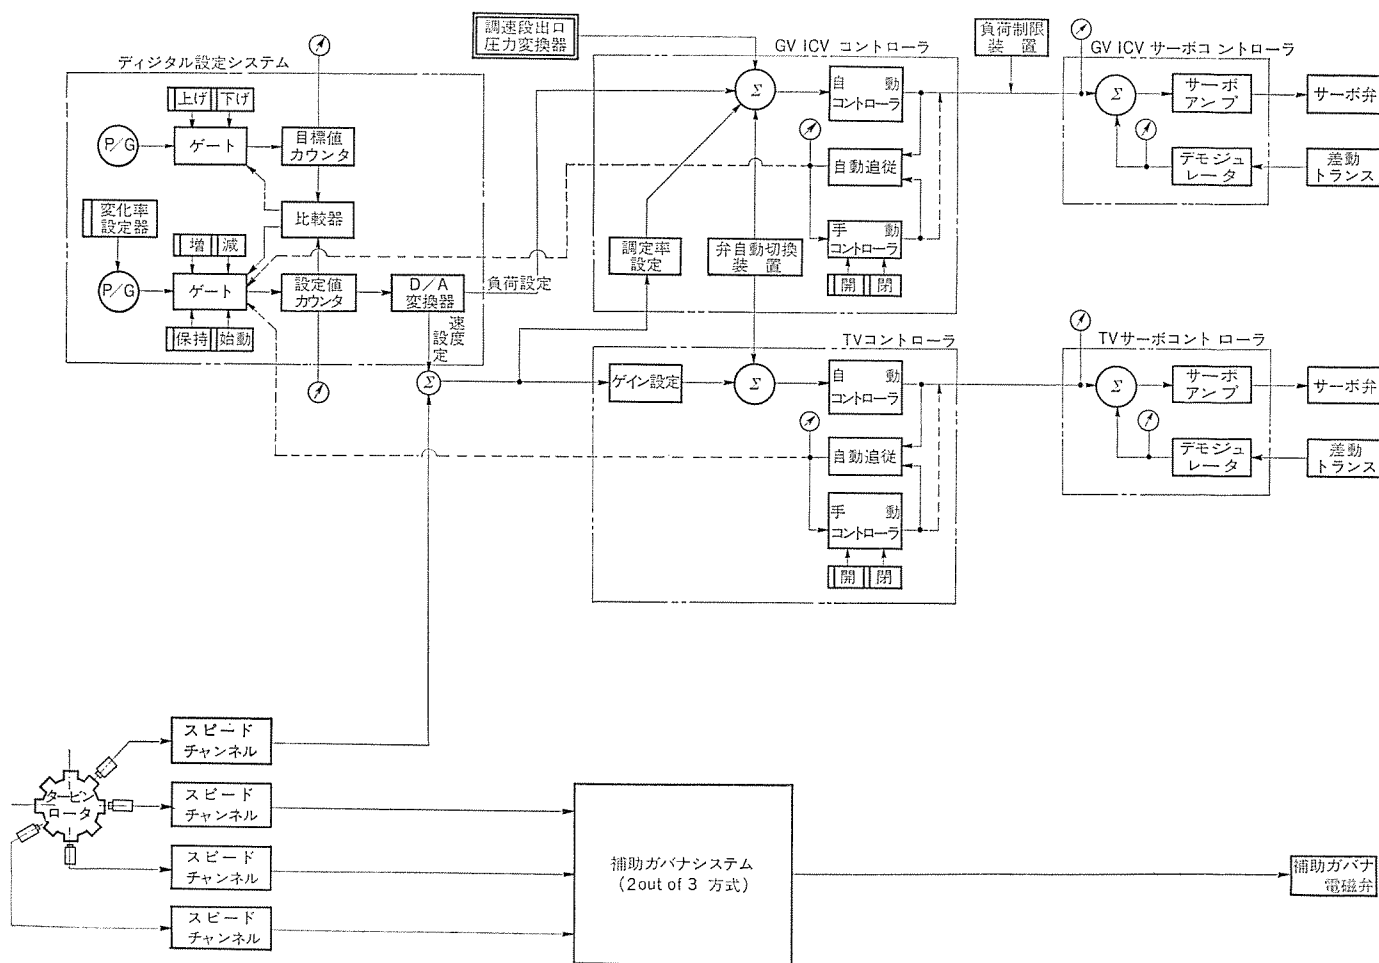 調速段出口
圧力変換器
GV ICV コントローラ
負荷制限
装 置
GV ICV サーボコントローラ
ディジタル設定システム
上げ
下げ
P/G
ゲート
目標値
カウンタ
Σ
自 動
コントローラ
Σ
サーボ
アンプ
サーボ弁
自動追従
デモジュ
レータ
差動
トランス
変化率
設定器
比較器
増
減
調定率
設定
弁自動切換
装 置
手 動
コントローラ
開
閉
P/G
ゲート
設定値
カウンタ
D/A
変換器
負荷設定
保持
始動
速度
設定
Σ
TVコントローラ
TVサーボコントローラ
ゲイン設定
Σ
自 動
コントローラ
Σ
サーボ
アンプ
サーボ弁
自動追従
デモジュ
レータ
差動
トランス
手 動
コントローラ
開
閉
スピード
チャンネル
タービン
ロータ
スピード
チャンネル
スピード
チャンネル
スピード
チャンネル
補助ガバナシステム
(2out of 3 方式)
補助ガバナ
電磁弁